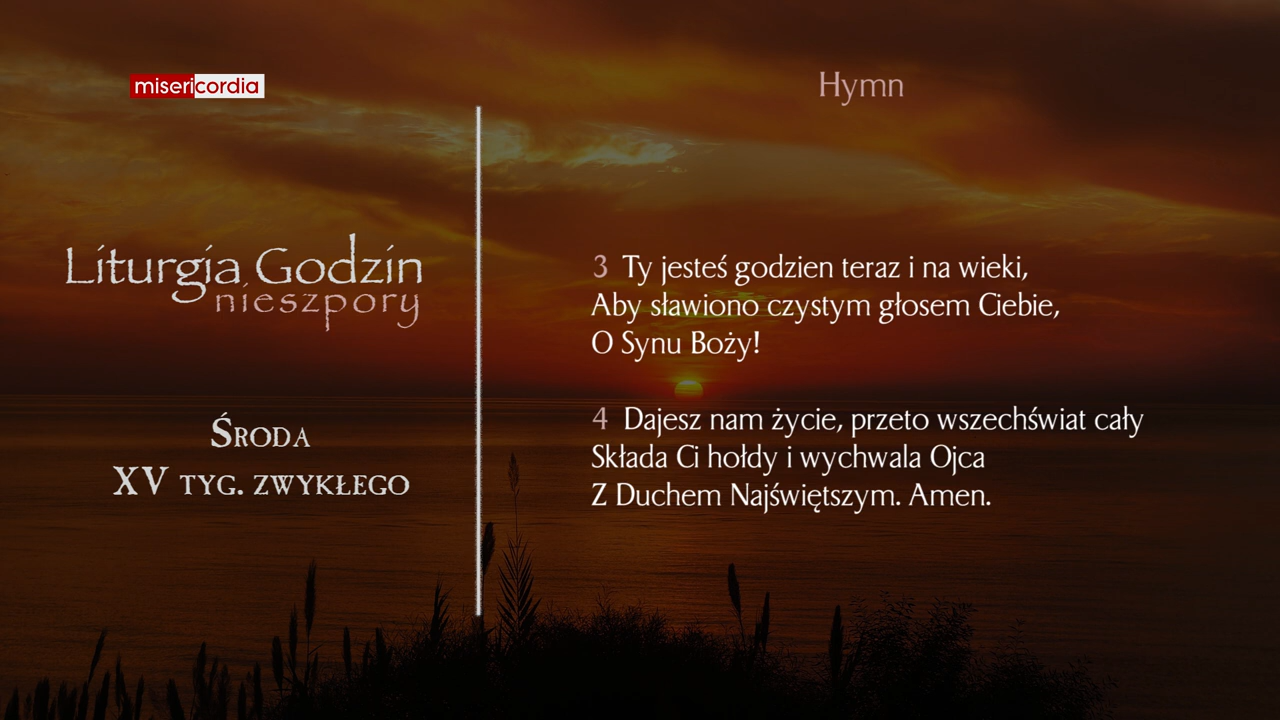 misericordia
Liturgia Godzin
nieszpory
Środa
XV tyg. zwykłego
Hymn
3 Ty jesteś godzien teraz i na wieki,
Aby sławiono czystym głosem Ciebie,
O Synu Boży!
4 Dajesz nam życie, przeto wszechświat cały
Składa Ci hołdy i wychwala Ojca
Z Duchem Najświętszym. Amen.